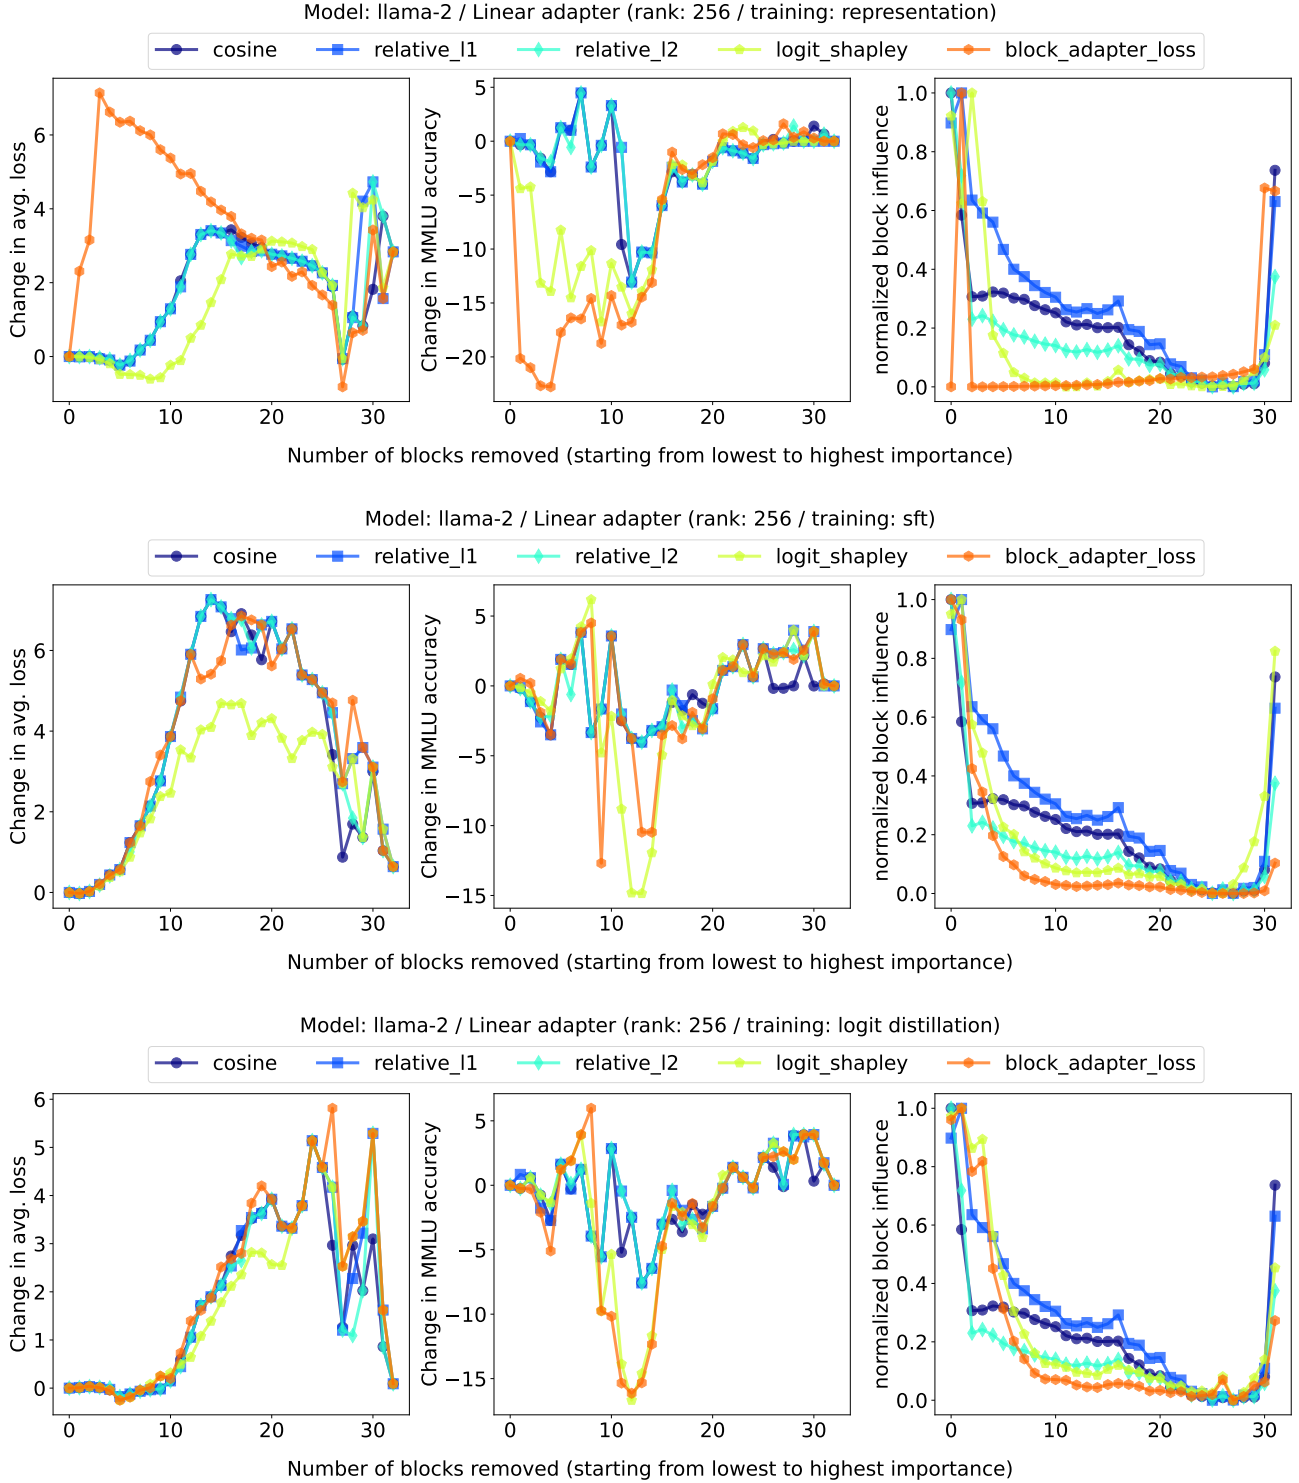 Model: llama-2 / Linear adapter (rank: 256 / training: representation)
cosine relative_l1 relative_l2 logit_shapley block_adapter_loss
Change in avg. loss
0 2 4 6
0 10 20 30
Change in MMLU accuracy
5 0 −5 −10 −15 −20
0 10 20 30
normalized block influence
1.0 0.8 0.6 0.4 0.2 0.0
0 10 20 30
Number of blocks removed (starting from lowest to highest importance)
Model: llama-2 / Linear adapter (rank: 256 / training: sft)
cosine relative_l1 relative_l2 logit_shapley block_adapter_loss
Change in avg. loss
0 2 4 6
0 10 20 30
Change in MMLU accuracy
5 0 −5 −10 −15
0 10 20 30
normalized block influence
1.0 0.8 0.6 0.4 0.2 0.0
0 10 20 30
Number of blocks removed (starting from lowest to highest importance)
Model: llama-2 / Linear adapter (rank: 256 / training: logit distillation)
cosine relative_l1 relative_l2 logit_shapley block_adapter_loss
Change in avg. loss
0 1 2 3 4 5 6
0 10 20 30
Change in MMLU accuracy
5 0 −5 −10 −15
0 10 20 30
normalized block influence
1.0 0.8 0.6 0.4 0.2 0.0
0 10 20 30
Number of blocks removed (starting from lowest to highest importance)